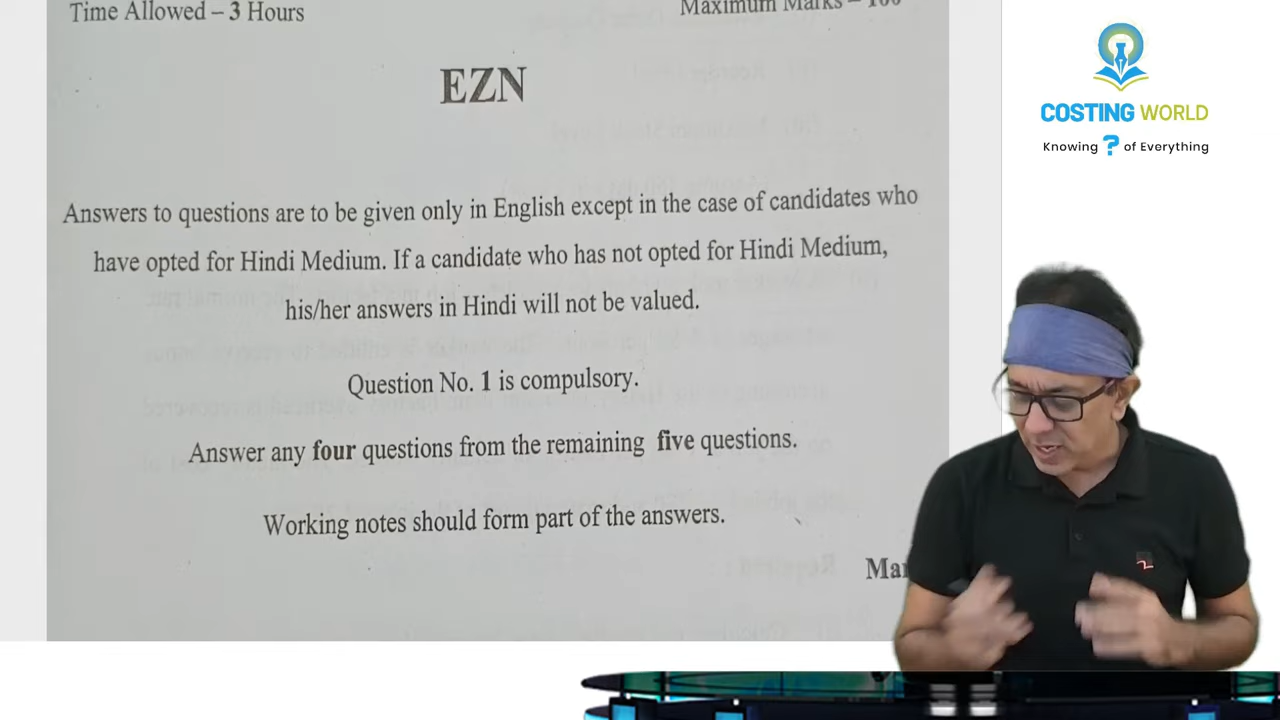 Time Allowed – 3 Hours
Maximum Marks – 100
EZN
COSTING WORLD
Knowing ? of Everything
Answers to questions are to be given only in English except in the case of candidates who
have opted for Hindi Medium. If a candidate who has not opted for Hindi Medium,
his/her answers in Hindi will not be valued.
Question No. 1 is compulsory.
Answer any four questions from the remaining five questions.
Working notes should form part of the answers.